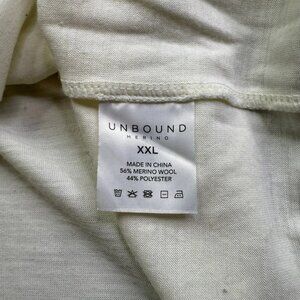 UNBOUND
MERINO
XXL
MADE IN CHINA
56% MERINO WOOL
44% POLYESTER